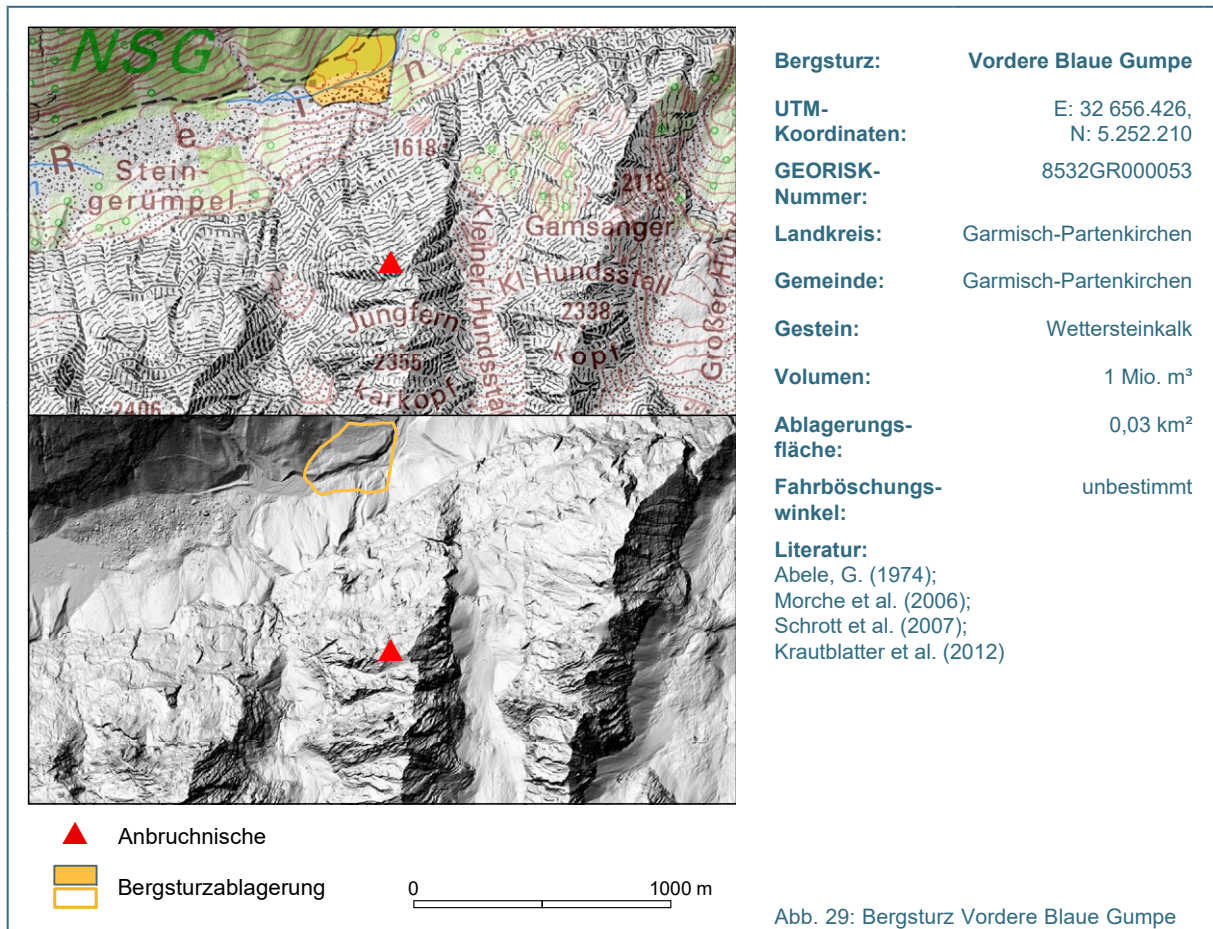 NSG
R e i n t
1618
Stein-
gerümpel
2118
Gamsanger
Kleiner Hundsstall
Kl Hundsstall
kopf
2338
Jungfern-
2355
karkopf
2406
Großer Hun
Anbruchnische
Bergsturzablagerung
0 1000 m
Bergsturz: Vordere Blaue Gumpe
UTM-
Koordinaten:
E: 32 656.426,
N: 5.252.210
GEORISK-
Nummer:
8532GR000053
Landkreis: Garmisch-Partenkirchen
Gemeinde: Garmisch-Partenkirchen
Gestein: Wettersteinkalk
Volumen: 1 Mio. m³
Ablagerungs-
fläche:
0,03 km²
Fahrböschungs-
winkel:
unbestimmt
Literatur:
Abele, G. (1974);
Morche et al. (2006);
Schrott et al. (2007);
Krautblatter et al. (2012)
Abb. 29: Bergsturz Vordere Blaue Gumpe